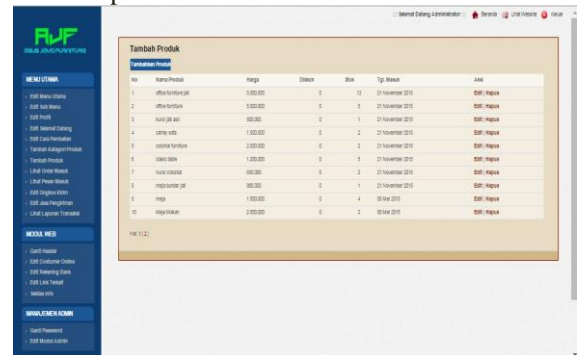 ::: Selamat Datang Administrator ::: Beranda Lihat Website Keluar
AJF
AGUS JOVO FURNITURE
Tambah Produk
Tambahkan Produk
No Nama Produk Harga Diskon Stok Tgl. Masuk Aksi
1 office furniture jati 3.000.000 0 13 21 November 2015 Edit | Hapus
2 office furniture 5.000.000 0 5 21 November 2015 Edit | Hapus
3 kursi jati asli 900.000 0 1 21 November 2015 Edit | Hapus
4 sofa 1.500.000 0 2 21 November 2015 Edit | Hapus
5 colonial furniture 2.500.000 0 2 21 November 2015 Edit | Hapus
6 table 1.200.000 0 5 21 November 2015 Edit | Hapus
7 kursi colonial 0 2 21 November 2015 Edit | Hapus
8 meja bundar jati 0 1 21 November 2015 Edit | Hapus
9 meja 1.000.000 0 4 Mei 2015 Edit | Hapus
10 Meja Makan 2.000.000 0 2 Mei 2015 Edit | Hapus
Hal: 1 | 2 |
MENU UTAMA
Edit Menu Utama
Edit Sub Menu
Edit Profil
Edit Selamat Datang
Edit Cara Pembelian
Tambah Kategori Produk
Tambah Produk
Lihat Order Masuk
Lihat Pesan Masuk
Edit Ongkos Kirim
Edit Jasa Pengiriman
Lihat Laporan Transaksi
MODUL WEB
Ganti Header
Edit Costumer Online
Edit Rekening Bank
Edit Link Terkait
Sekilas Info
MANAJEMEN ADMIN
Ganti Password
Edit Modul Admin